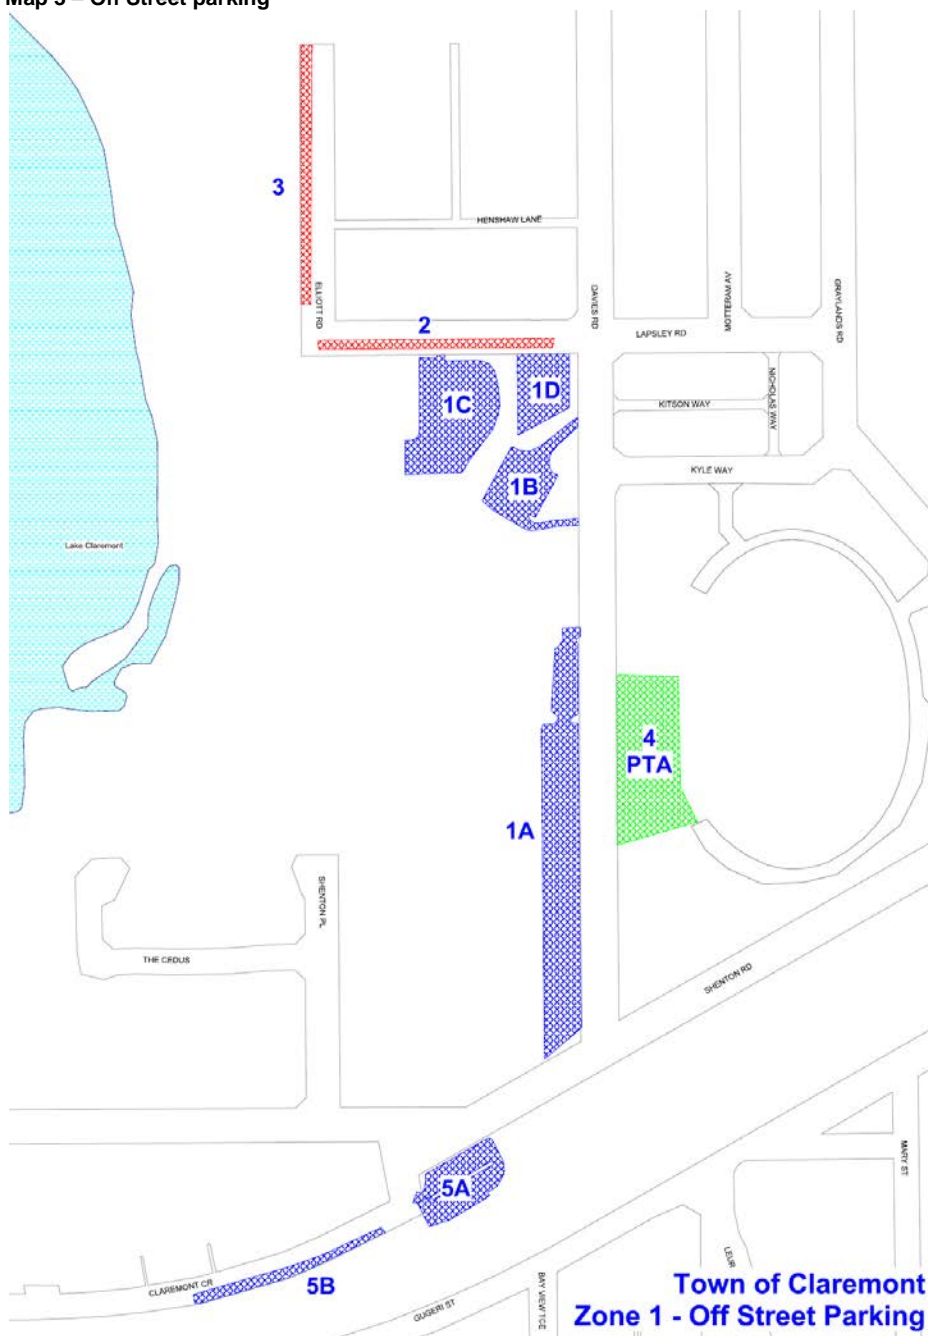 Map 3 – Off Street parking
3
HENSHAW LANE
ELLIOTT RD
DAVIES RD
MOTTERAM AV
GRAYLANDS RD
2
LAPSLEY RD
1C
1D
NICHOLAS WAY
KITSON WAY
1B
KYLE WAY
Lake Claremont
4
PTA
1A
SHENTON PL
THE CEDUS
SHENTON RD
MARY ST
5A
LEUR
CLAREMONT CR
5B
BAY VIEW TCE
GUGERI ST
Town of Claremont
Zone 1 - Off Street Parking